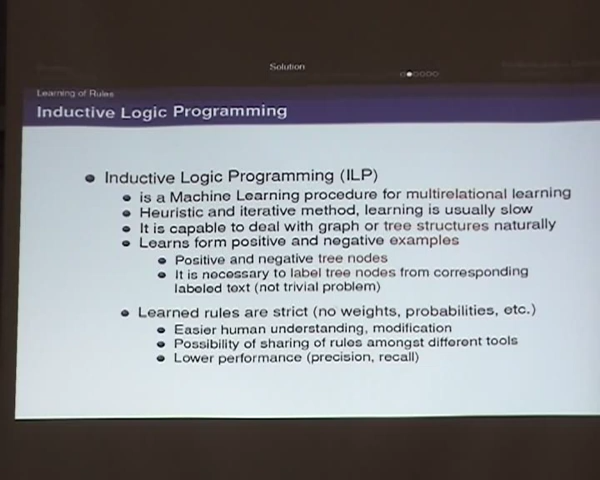 Solution
Learning of Rules
Inductive Logic Programming
Inductive Logic Programming (ILP)
is a Machine Learning procedure for multirelational learning
Heuristic and iterative method, learning is usually slow
It is capable to deal with graph or tree structures naturally
Learns form positive and negative examples
Positive and negative tree nodes
It is necessary to label tree nodes from corresponding
labeled text (not trivial problem)
Learned rules are strict (no weights, probabilities, etc.)
Easier human understanding, modification
Possibility of sharing of rules amongst different tools
Lower performance (precision, recall)